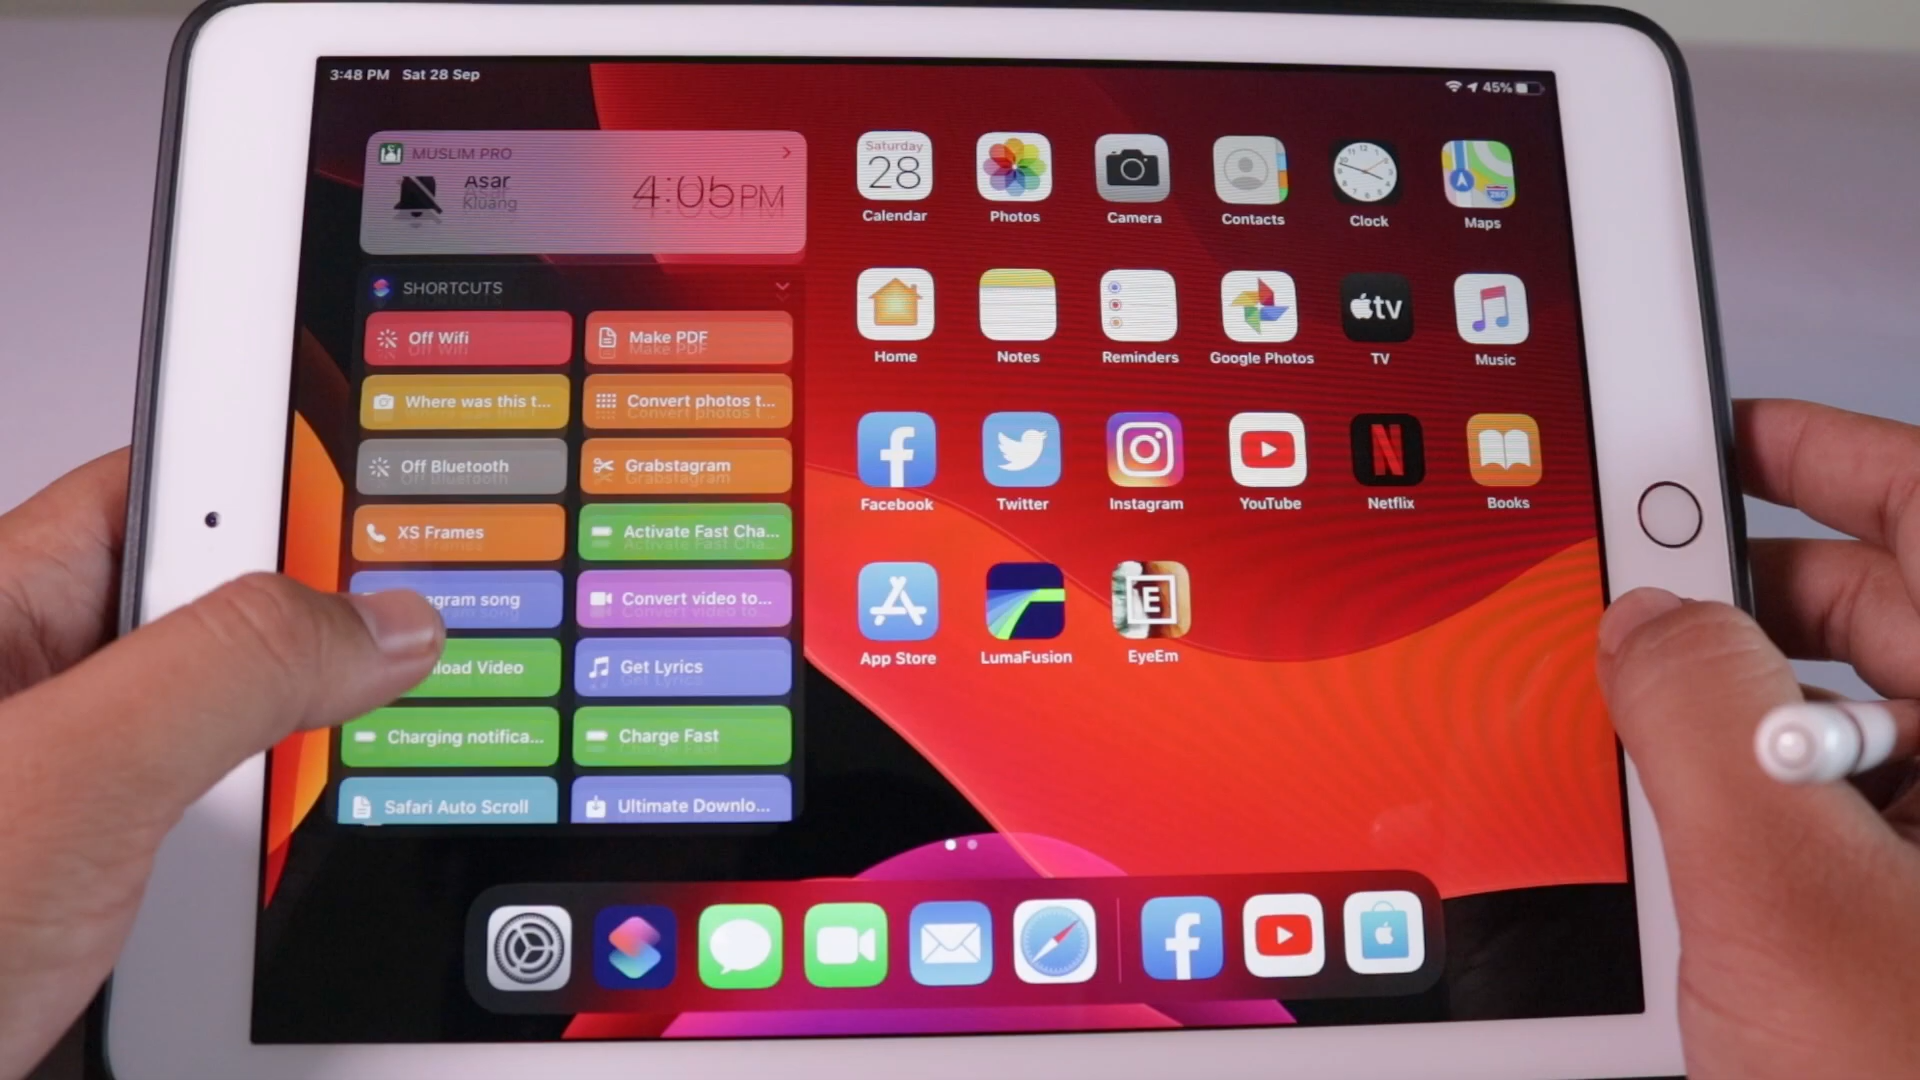 3:48 PM Sat 28 Sep
45%
MUSLIM PRO
Asar
Kluang
4:05 PM
SHORTCUTS
Off Wifi
Make PDF
Where was this t...
Convert photos t...
Off Bluetooth
Grabstagram
XS Frames
Activate Fast Cha...
agram song
Convert video to...
load Video
Get Lyrics
Charging notifica...
Charge Fast
Safari Auto Scroll
Ultimate Downlo...
Saturday
28
Calendar
Photos
Camera
Contacts
Clock
Maps
tv
Home
Notes
Reminders
Google Photos
TV
Music
Facebook
Twitter
Instagram
YouTube
Netflix
Books
E
App Store
LumaFusion
EyeEm